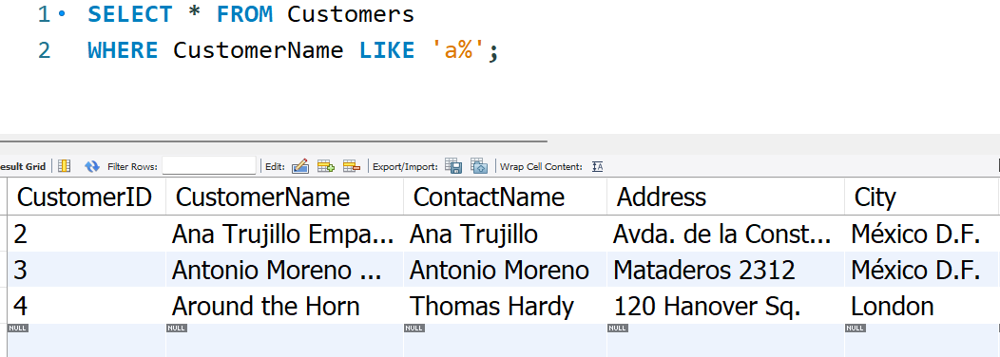 1 SELECT * FROM Customers
2 WHERE CustomerName LIKE 'a%';
esult Grid Filter Rows: Edit: Export/Import: Wrap Cell Content: IA
CustomerID CustomerName ContactName Address City
2 Ana Trujillo Empa... Ana Trujillo Avda. de la Const... México D.F.
3 Antonio Moreno ... Antonio Moreno Mataderos 2312 México D.F.
4 Around the Horn Thomas Hardy 120 Hanover Sq. London
NULL NULL NULL NULL NULL